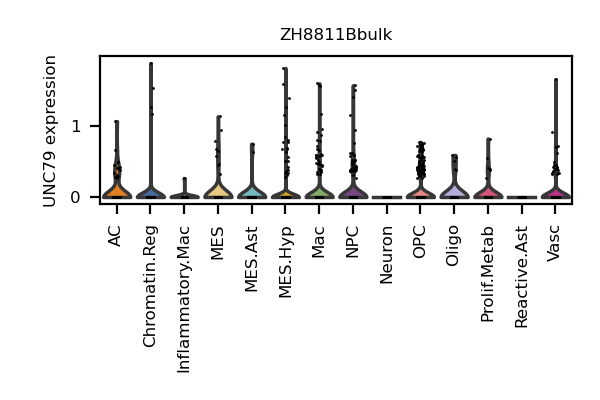 ZH8811Bbulk
UNC79 expression
1
0
AC
Chromatin.Reg
Inflammatory.Mac
MES
MES.Ast
MES.Hyp
Mac
NPC
Neuron
OPC
Oligo
Prolif.Metab
Reactive.Ast
Vasc